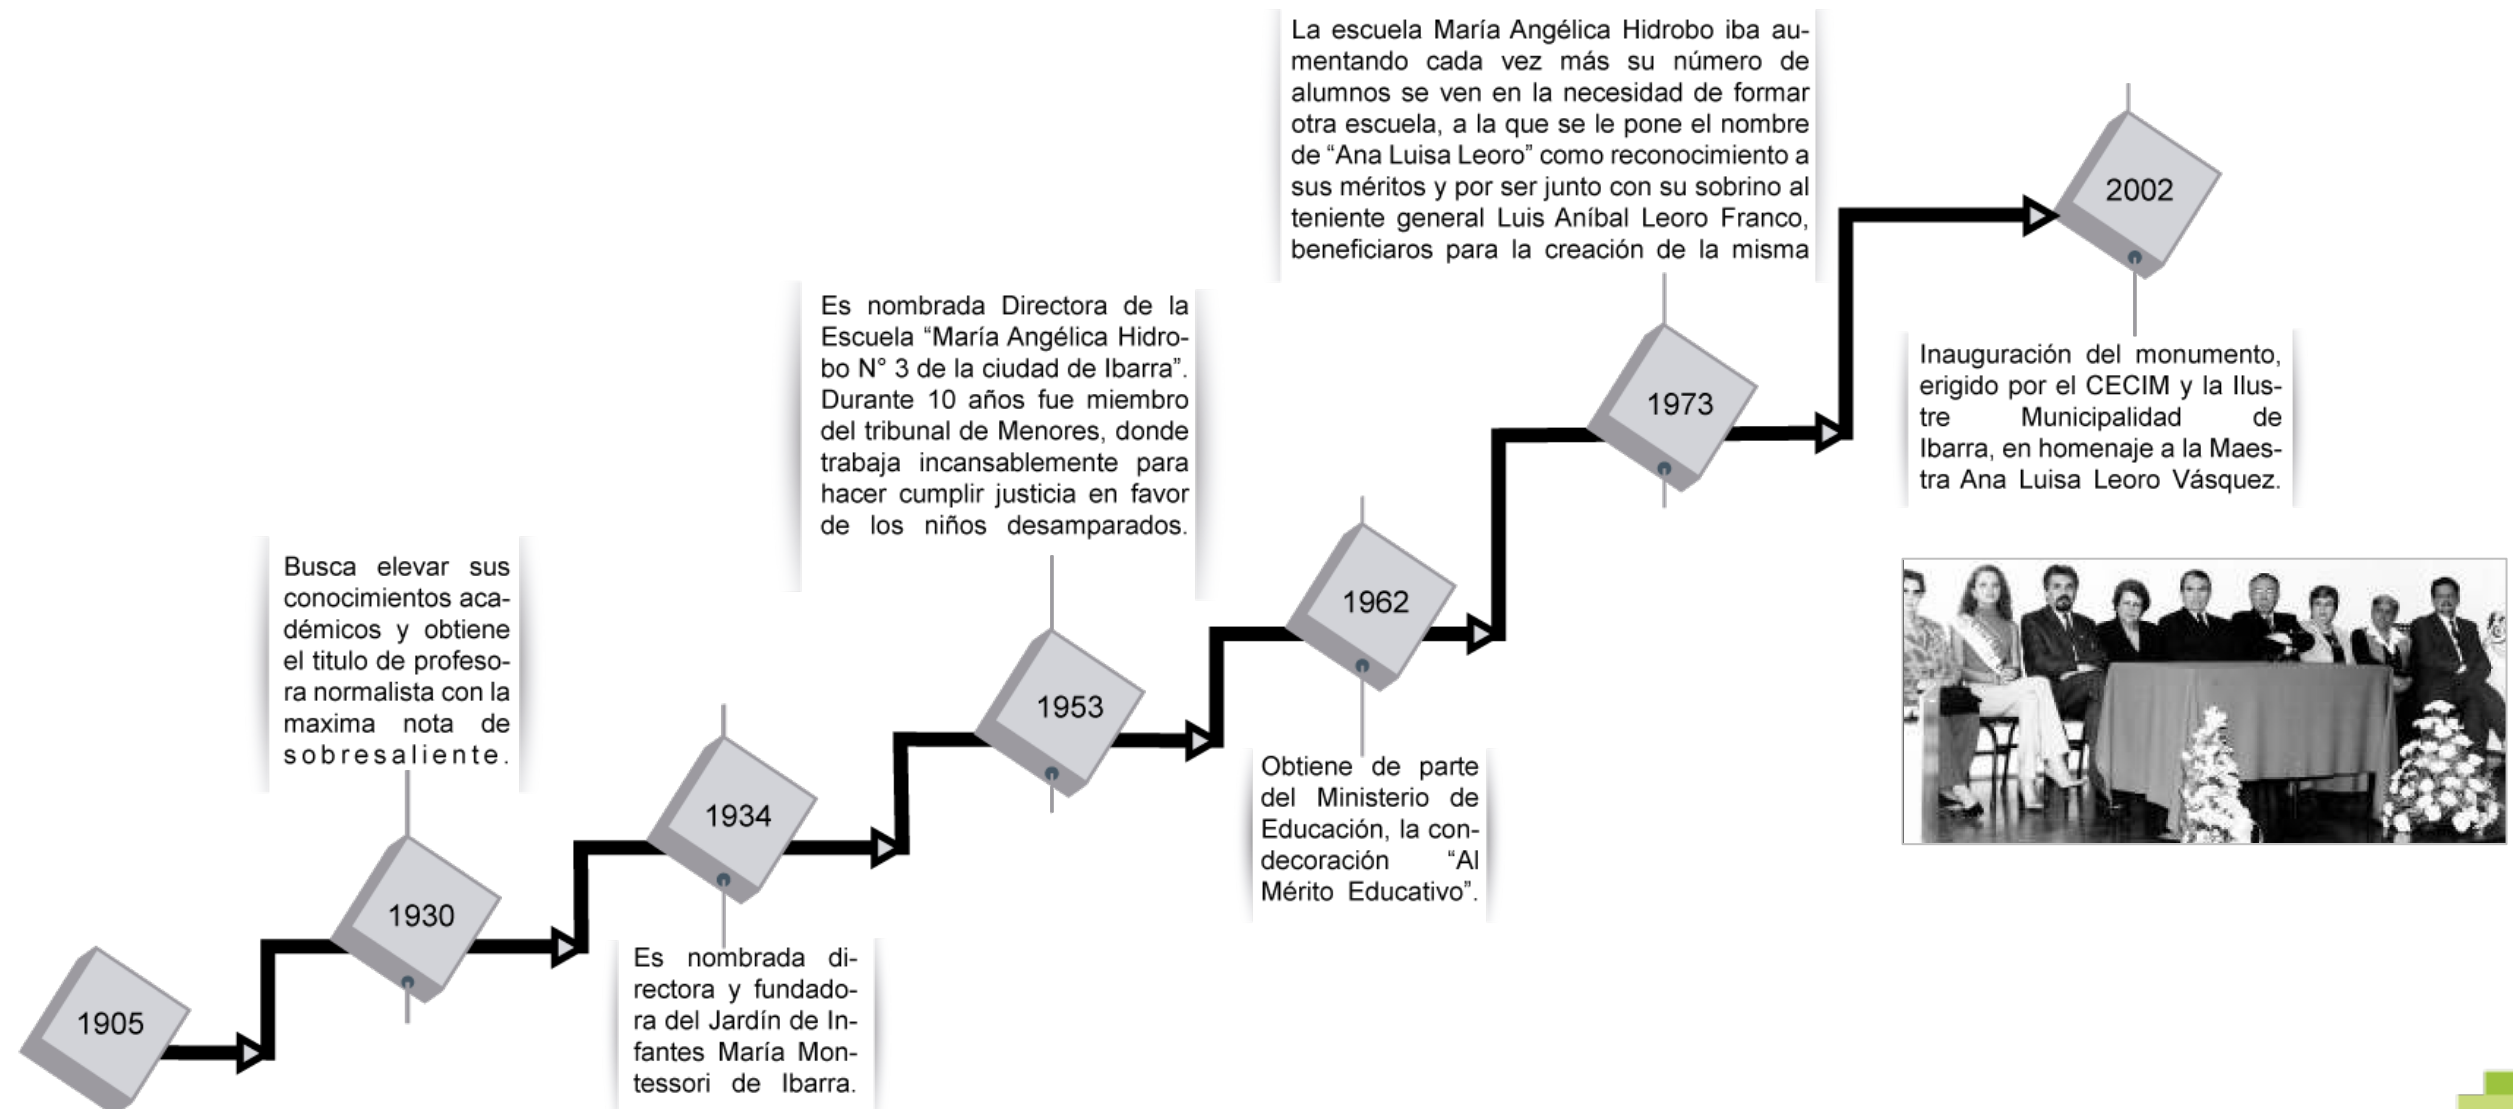 1905
Busca elevar sus
conocimientos aca-
démicos y obtiene
el titulo de profeso-
ra normalista con la
maxima nota de
sobresaliente.
1930
1934
Es nombrada di-
rectora y fundado-
ra del Jardín de In-
fantes María Mon-
tessori de Ibarra.
Es nombrada Directora de la
Escuela “María Angélica Hidro-
bo N° 3 de la ciudad de Ibarra”.
Durante 10 años fue miembro
del tribunal de Menores, donde
trabaja incansablemente para
hacer cumplir justicia en favor
de los niños desamparados.
1953
1962
Obtiene de parte
del Ministerio de
Educación, la con-
decoración “Al
Mérito Educativo”.
La escuela María Angélica Hidrobo iba au-
mentando cada vez más su número de
alumnos se ven en la necesidad de formar
otra escuela, a la que se le pone el nombre
de “Ana Luisa Leoro” como reconocimiento a
sus méritos y por ser junto con su sobrino al
teniente general Luis Aníbal Leoro Franco,
beneficiaros para la creación de la misma
1973
2002
Inauguración del monumento,
erigido por el CECIM y la Ilus-
tre Municipalidad de
Ibarra, en homenaje a la Maes-
tra Ana Luisa Leoro Vásquez.